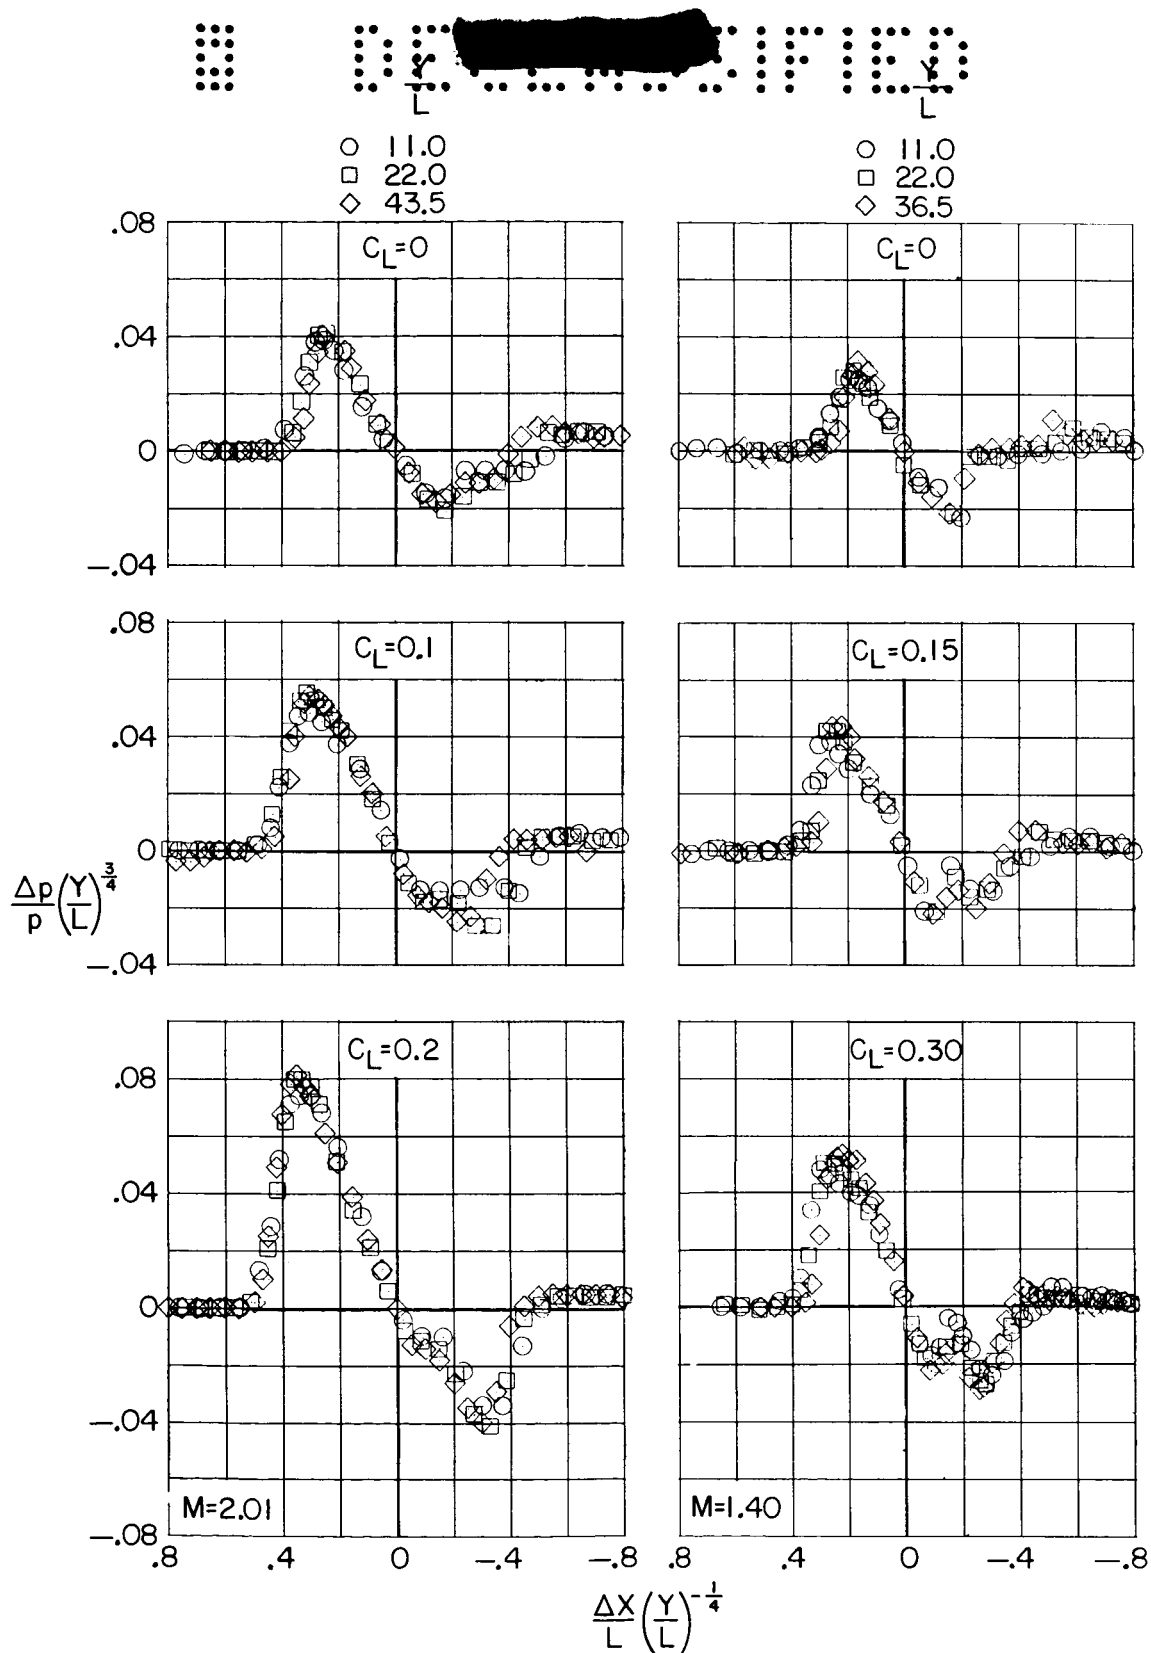 Y/L Y/L
○ 11.0 ○ 11.0
□ 22.0 □ 22.0
◇ 43.5 ◇ 36.5
.08
C_L=0 C_L=0
.04
0
-.04
.08
C_L=0.1 C_L=0.15
.04
0
Δp/p (Y/L)^{3/4}
-.04
C_L=0.2 C_L=0.30
.08
.04
0
-.04
M=2.01 M=1.40
-.08
.8 .4 0 -.4 -.8 .8 .4 0 -.4 -.8
ΔX/L (Y/L)^{-1/4}